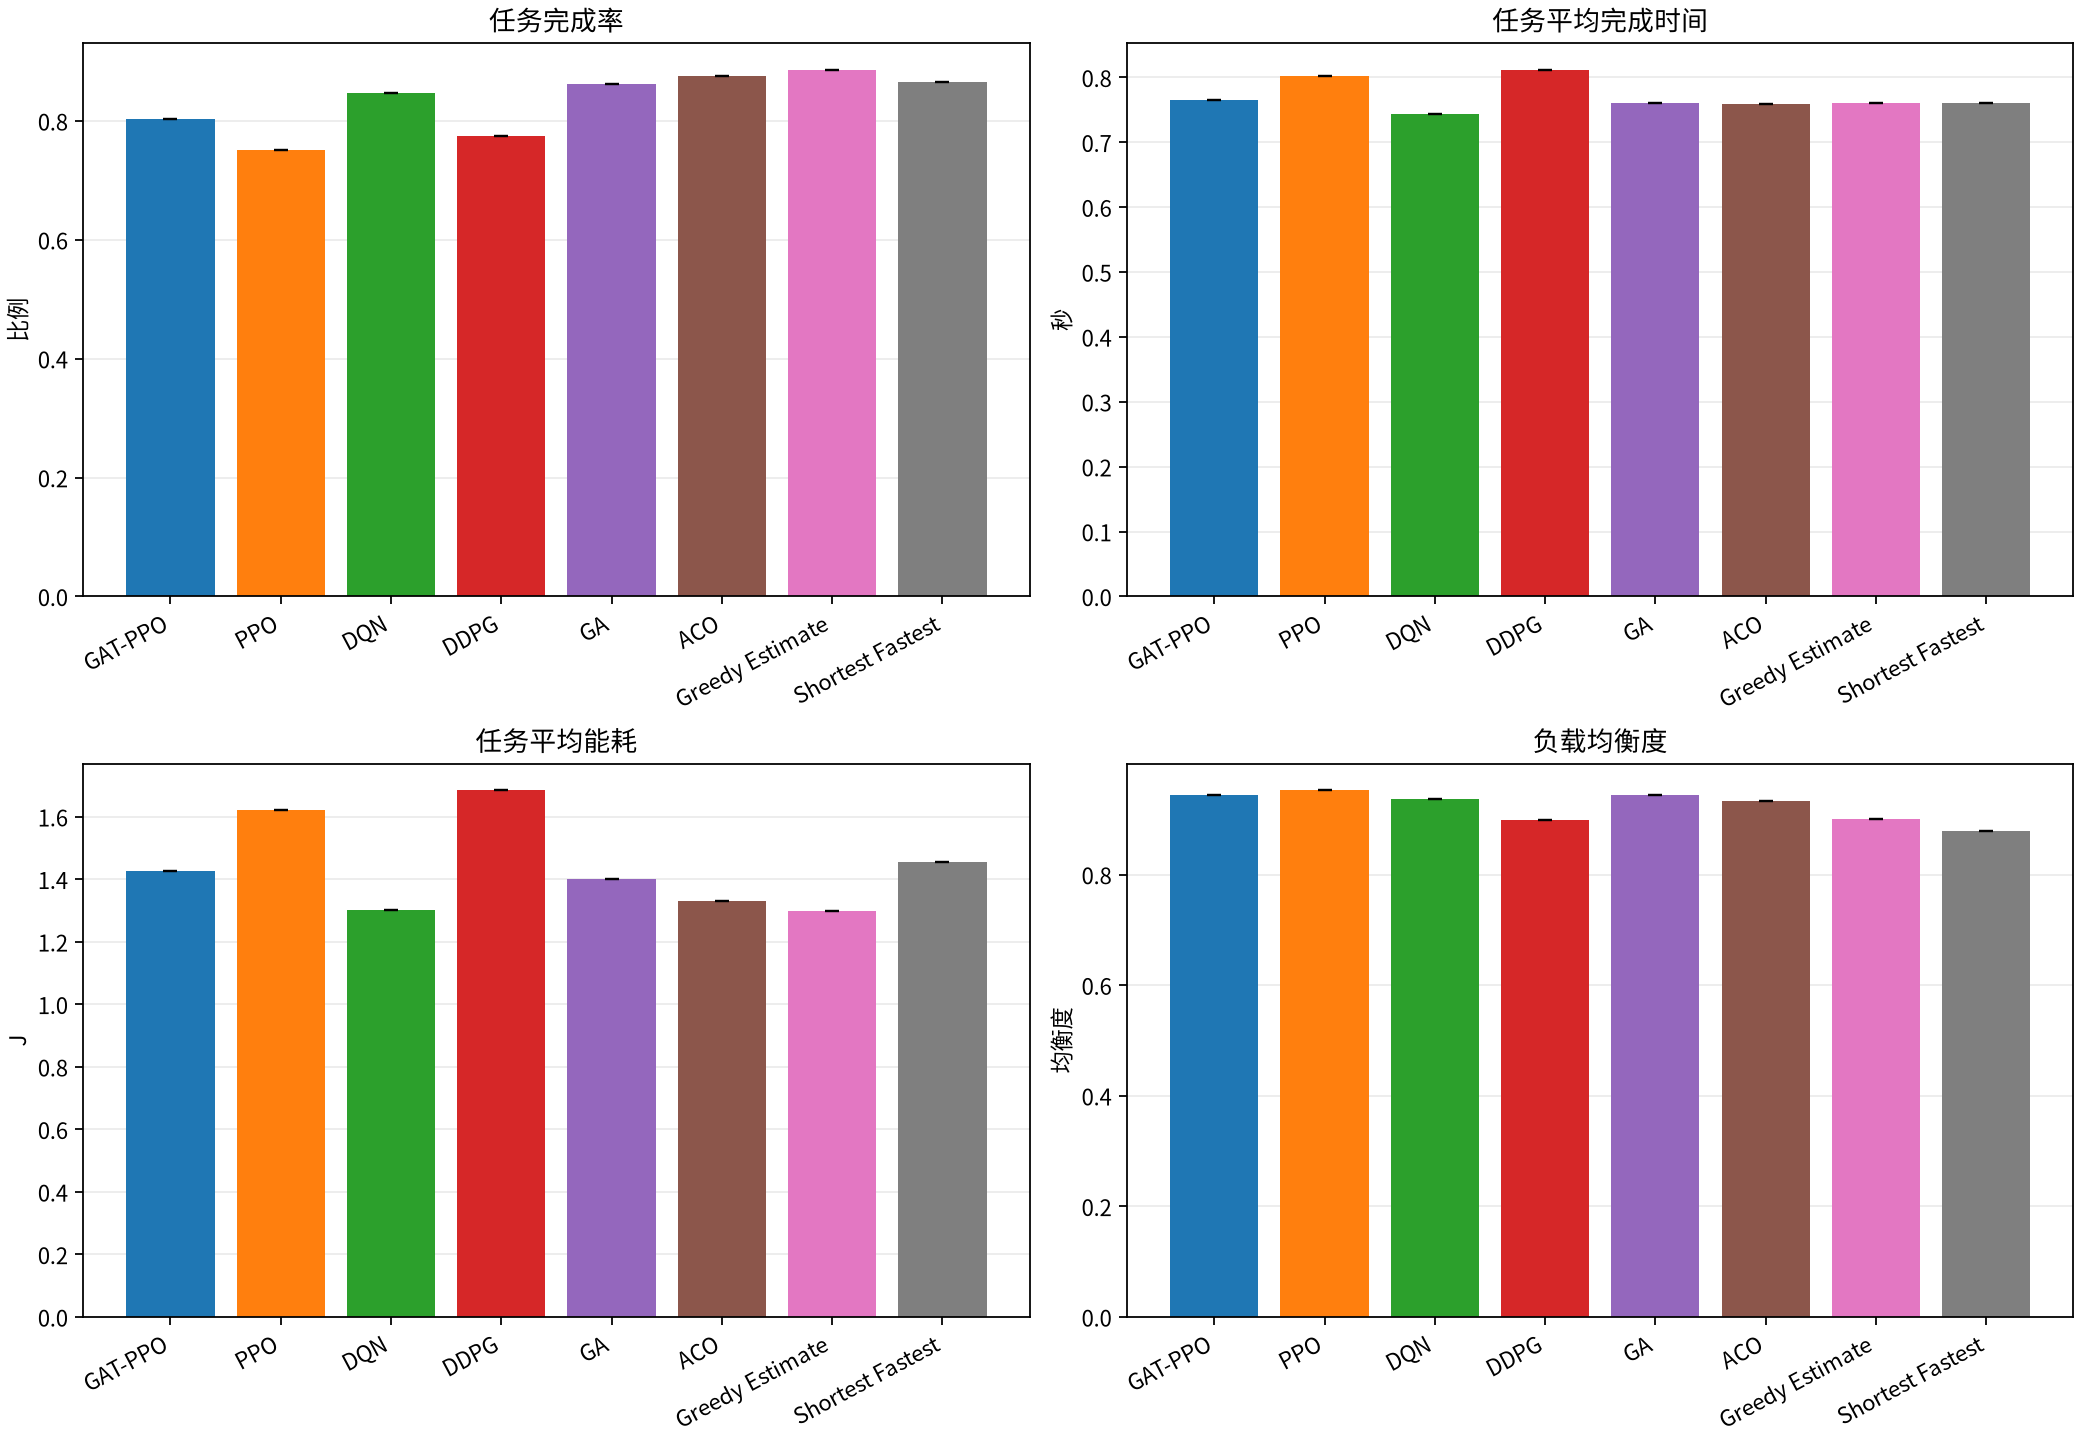 任务完成率
比例
0.8
0.6
0.4
0.2
0.0
GAT-PPO
PPO
DQN
DDPG
GA
ACO
Greedy Estimate
Shortest Fastest
任务平均完成时间
秒
0.8
0.7
0.6
0.5
0.4
0.3
0.2
0.1
0.0
GAT-PPO
PPO
DQN
DDPG
GA
ACO
Greedy Estimate
Shortest Fastest
任务平均能耗
J
1.6
1.4
1.2
1.0
0.8
0.6
0.4
0.2
0.0
GAT-PPO
PPO
DQN
DDPG
GA
ACO
Greedy Estimate
Shortest Fastest
负载均衡度
均衡度
0.8
0.6
0.4
0.2
0.0
GAT-PPO
PPO
DQN
DDPG
GA
ACO
Greedy Estimate
Shortest Fastest